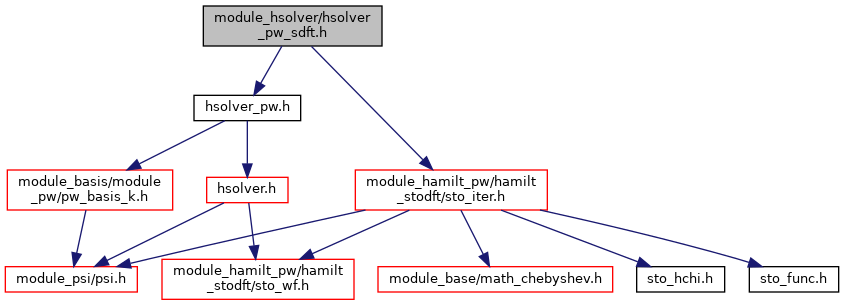 module_hsolver/hsolver
_pw_sdft.h
hsolver_pw.h
module_basis/module
_pw/pw_basis_k.h
hsolver.h
module_hamilt_pw/hamilt
_stodft/sto_iter.h
module_psi/psi.h
module_hamilt_pw/hamilt
_stodft/sto_wf.h
module_base/math_chebyshev.h
sto_hchi.h
sto_func.h